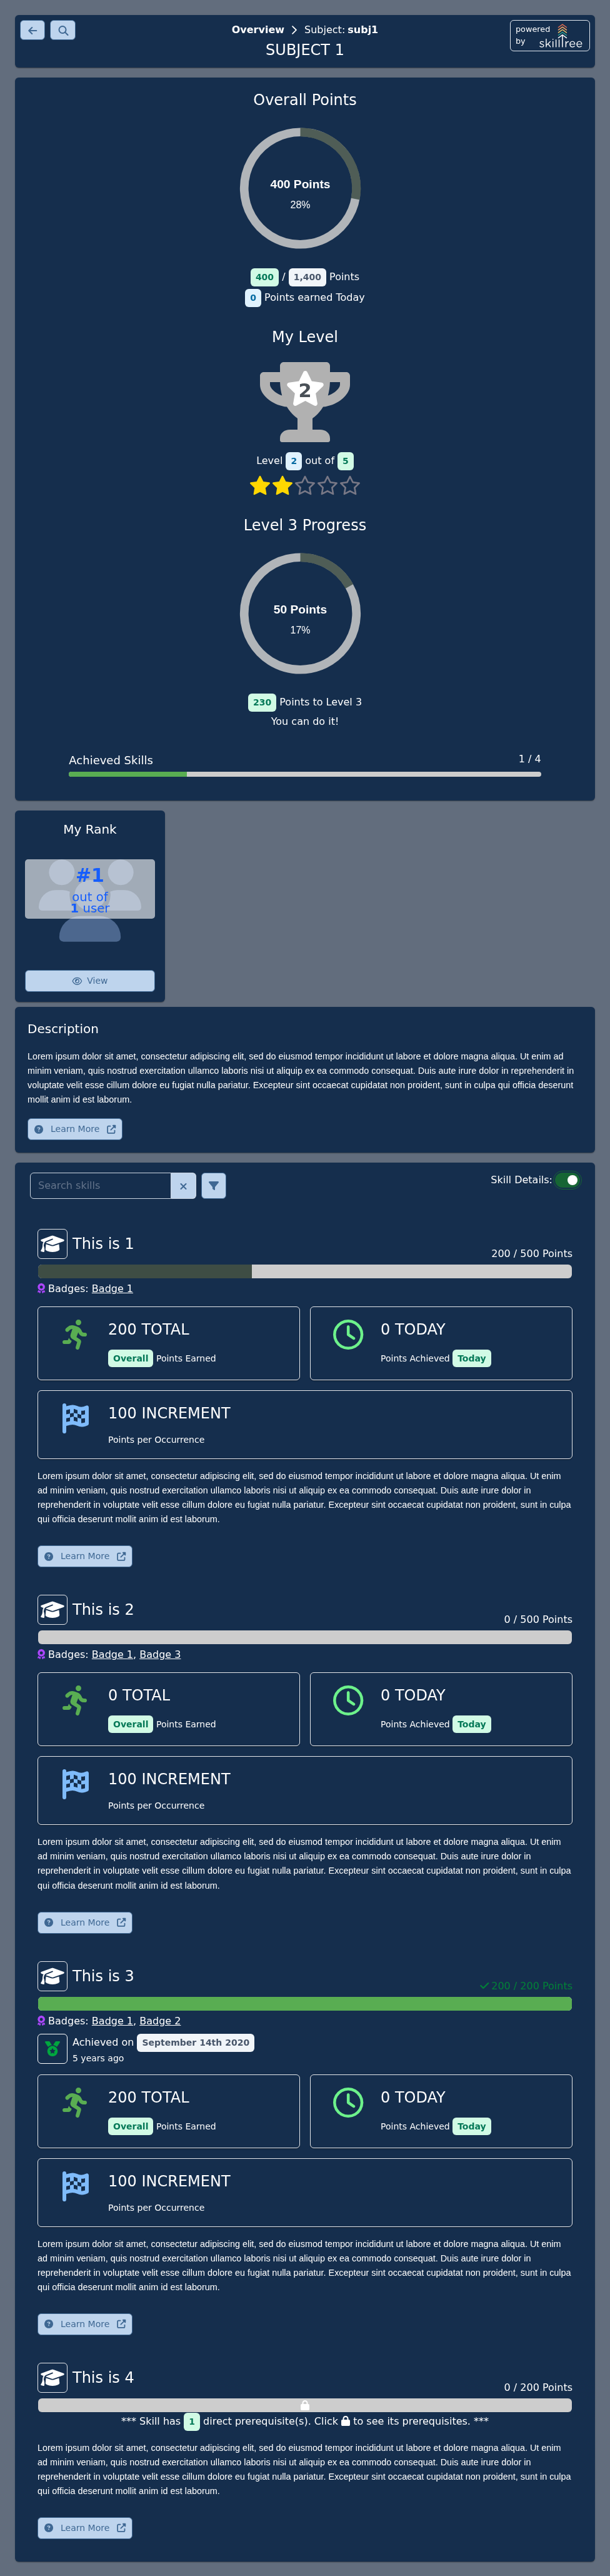 Overview > Subject: subj1
SUBJECT 1
powered
by
skilltree
Overall Points
400 Points
28%
400 / 1,400 Points
0 Points earned Today
My Level
2
Level 2 out of 5
Level 3 Progress
50 Points
17%
230 Points to Level 3
You can do it!
Achieved Skills 1 / 4
My Rank
#1
out of
1 user
View
Description
Lorem ipsum dolor sit amet, consectetur adipiscing elit, sed do eiusmod tempor incididunt ut labore et dolore magna aliqua. Ut enim ad
minim veniam, quis nostrud exercitation ullamco laboris nisi ut aliquip ex ea commodo consequat. Duis aute irure dolor in reprehenderit in
voluptate velit esse cillum dolore eu fugiat nulla pariatur. Excepteur sint occaecat cupidatat non proident, sunt in culpa qui officia deserunt
mollit anim id est laborum.
Learn More
Search skills
Skill Details:
This is 1
200 / 500 Points
Badges: Badge 1
200 TOTAL
Overall Points Earned
0 TODAY
Points Achieved Today
100 INCREMENT
Points per Occurrence
Lorem ipsum dolor sit amet, consectetur adipiscing elit, sed do eiusmod tempor incididunt ut labore et dolore magna aliqua. Ut enim
ad minim veniam, quis nostrud exercitation ullamco laboris nisi ut aliquip ex ea commodo consequat. Duis aute irure dolor in
reprehenderit in voluptate velit esse cillum dolore eu fugiat nulla pariatur. Excepteur sint occaecat cupidatat non proident, sunt in culpa
qui officia deserunt mollit anim id est laborum.
Learn More
This is 2
0 / 500 Points
Badges: Badge 1, Badge 3
0 TOTAL
Overall Points Earned
0 TODAY
Points Achieved Today
100 INCREMENT
Points per Occurrence
Lorem ipsum dolor sit amet, consectetur adipiscing elit, sed do eiusmod tempor incididunt ut labore et dolore magna aliqua. Ut enim
ad minim veniam, quis nostrud exercitation ullamco laboris nisi ut aliquip ex ea commodo consequat. Duis aute irure dolor in
reprehenderit in voluptate velit esse cillum dolore eu fugiat nulla pariatur. Excepteur sint occaecat cupidatat non proident, sunt in culpa
qui officia deserunt mollit anim id est laborum.
Learn More
This is 3
200 / 200 Points
Badges: Badge 1, Badge 2
Achieved on September 14th 2020
5 years ago
200 TOTAL
Overall Points Earned
0 TODAY
Points Achieved Today
100 INCREMENT
Points per Occurrence
Lorem ipsum dolor sit amet, consectetur adipiscing elit, sed do eiusmod tempor incididunt ut labore et dolore magna aliqua. Ut enim
ad minim veniam, quis nostrud exercitation ullamco laboris nisi ut aliquip ex ea commodo consequat. Duis aute irure dolor in
reprehenderit in voluptate velit esse cillum dolore eu fugiat nulla pariatur. Excepteur sint occaecat cupidatat non proident, sunt in culpa
qui officia deserunt mollit anim id est laborum.
Learn More
This is 4
0 / 200 Points
*** Skill has 1 direct prerequisite(s). Click to see its prerequisites. ***
Lorem ipsum dolor sit amet, consectetur adipiscing elit, sed do eiusmod tempor incididunt ut labore et dolore magna aliqua. Ut enim
ad minim veniam, quis nostrud exercitation ullamco laboris nisi ut aliquip ex ea commodo consequat. Duis aute irure dolor in
reprehenderit in voluptate velit esse cillum dolore eu fugiat nulla pariatur. Excepteur sint occaecat cupidatat non proident, sunt in culpa
qui officia deserunt mollit anim id est laborum.
Learn More